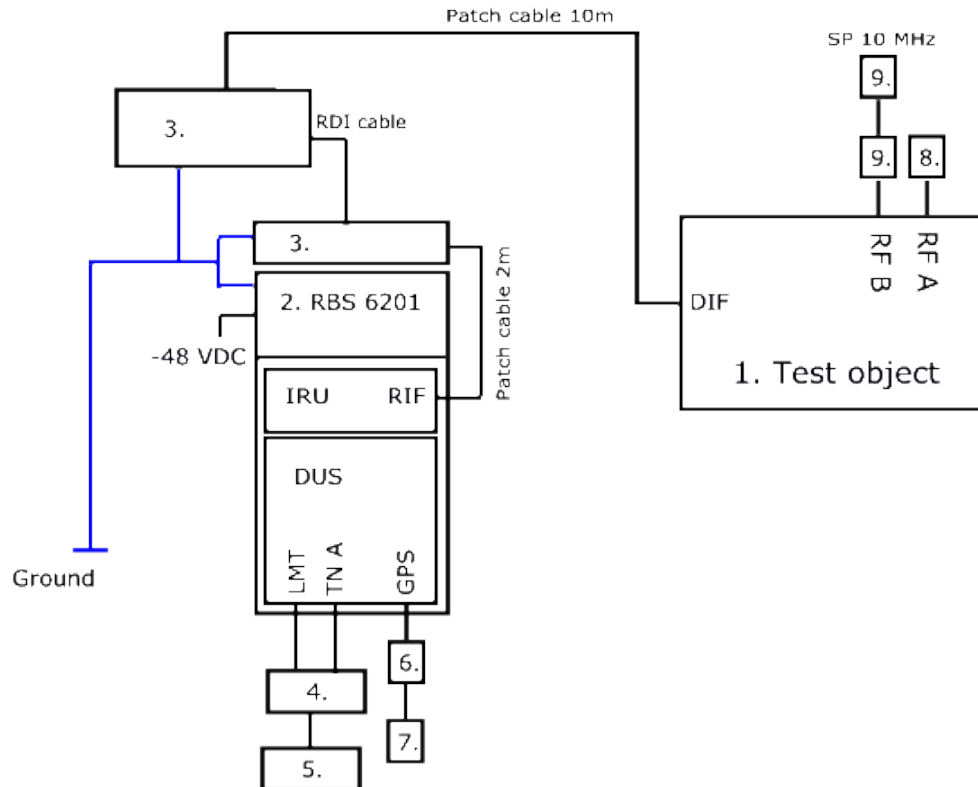 Patch cable 10m
SP 10 MHz
9.
3.
RDI cable
9.
8.
3.
Patch cable 2m
RF B
RF A
2. RBS 6201
DIF
-48 VDC
1. Test object
IRU
RIF
DUS
LMT
TN A
GPS
Ground
6.
4.
7.
5.